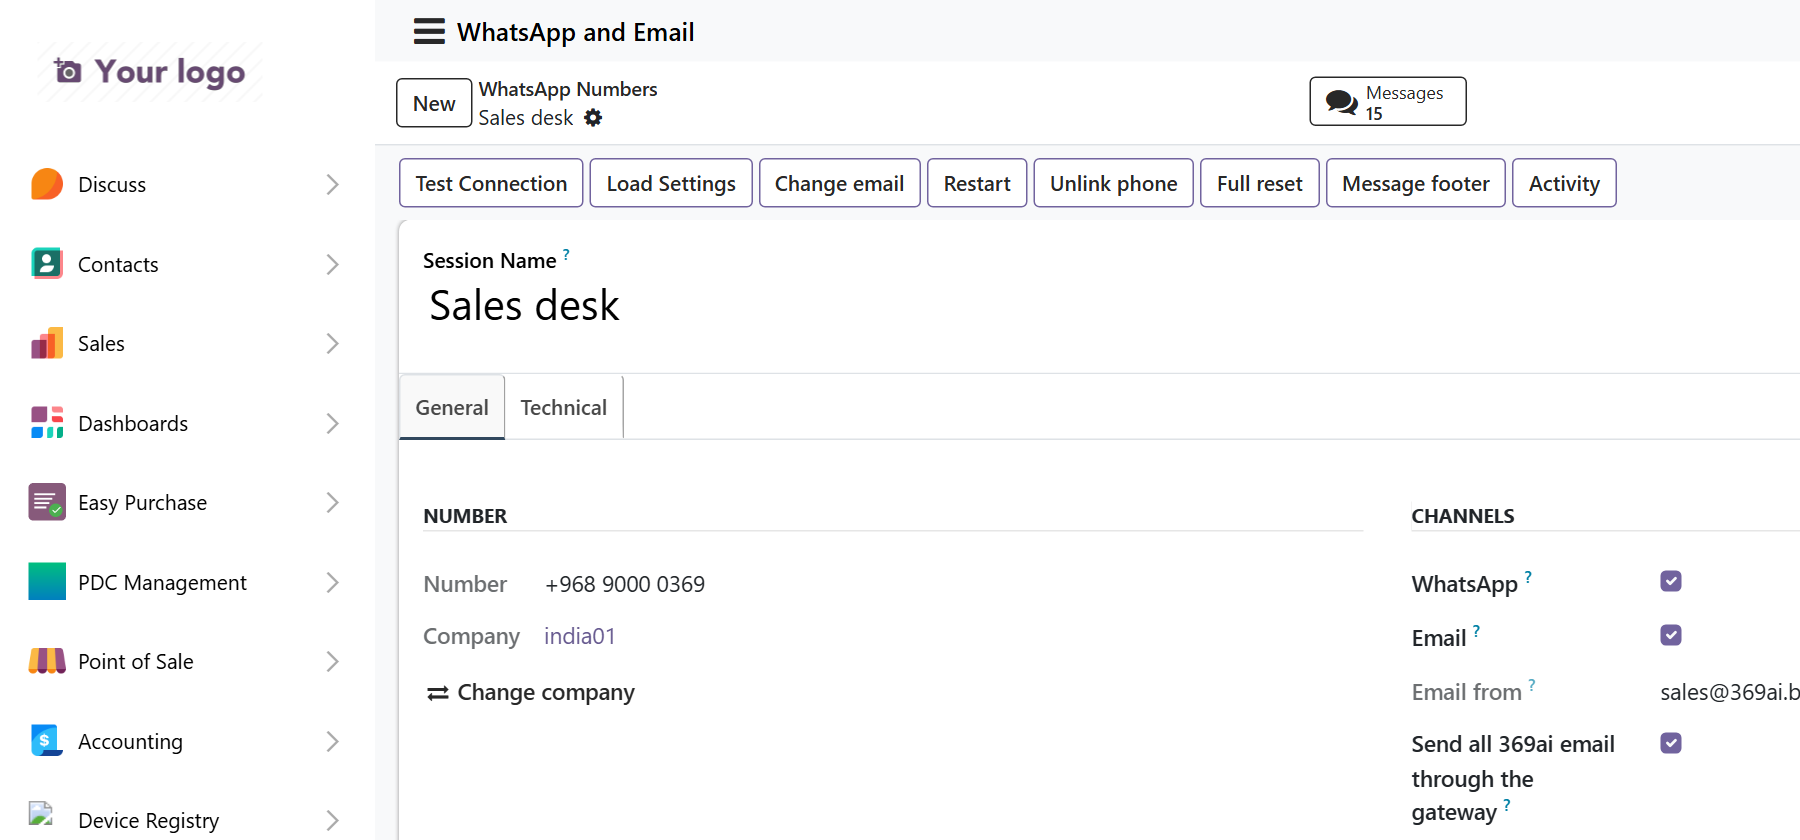 Your logo
WhatsApp and Email
New
WhatsApp Numbers
Sales desk
Messages
15
Discuss
Contacts
Sales
Dashboards
Easy Purchase
PDC Management
Point of Sale
Accounting
Device Registry
Test Connection
Load Settings
Change email
Restart
Unlink phone
Full reset
Message footer
Activity
Session Name ?
Sales desk
General
Technical
NUMBER
Number +968 9000 0369
Company india01
Change company
CHANNELS
WhatsApp ?
Email ?
Email from ? sales@369ai.b
Send all 369ai email
through the
gateway ?